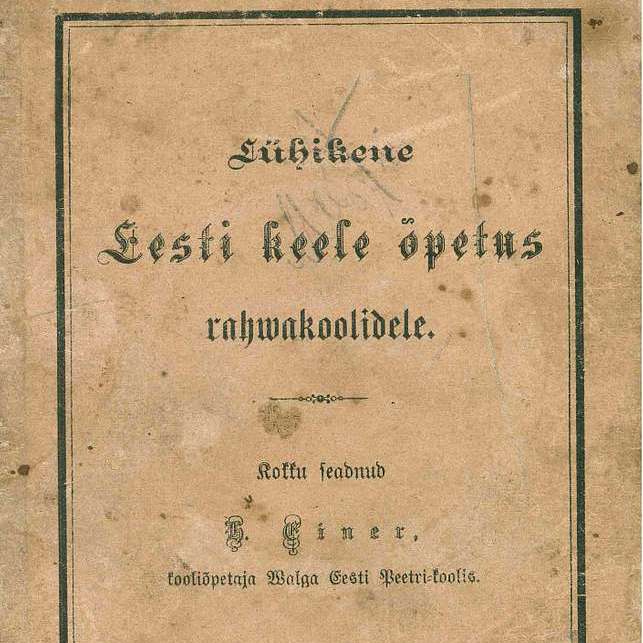 Lühikene
Eesti keele õpetus
rahwakoolidele.
Kokku seadnud
H. Einer,
kooliõpetaja Walga Eesti Peetri-koolis.